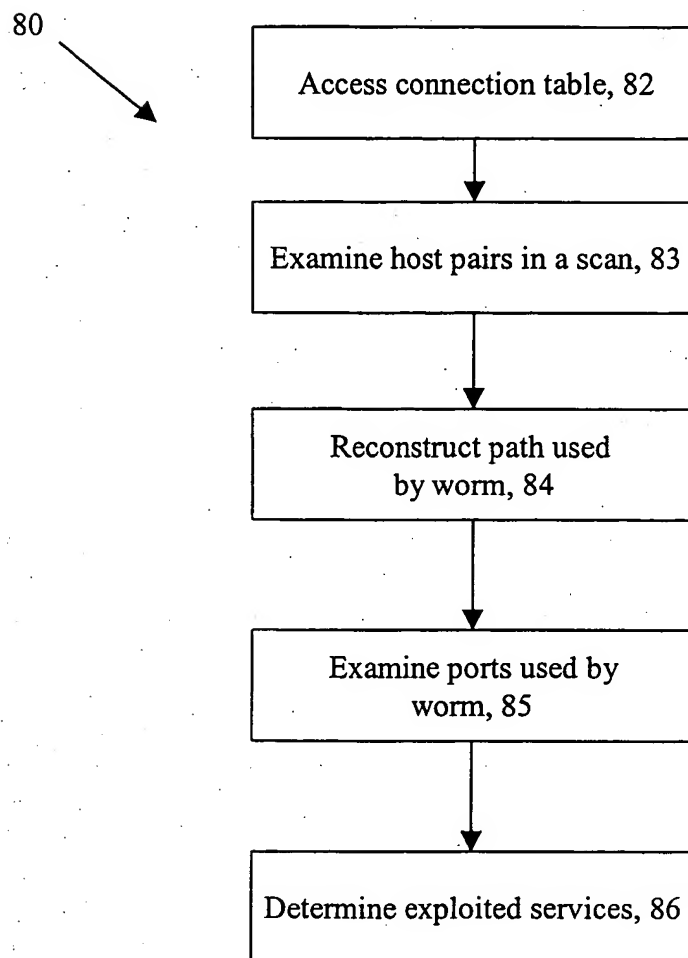 80
Access connection table, 82
Examine host pairs in a scan, 83
Reconstruct path used
by worm, 84
Examine ports used by
worm, 85
Determine exploited services, 86